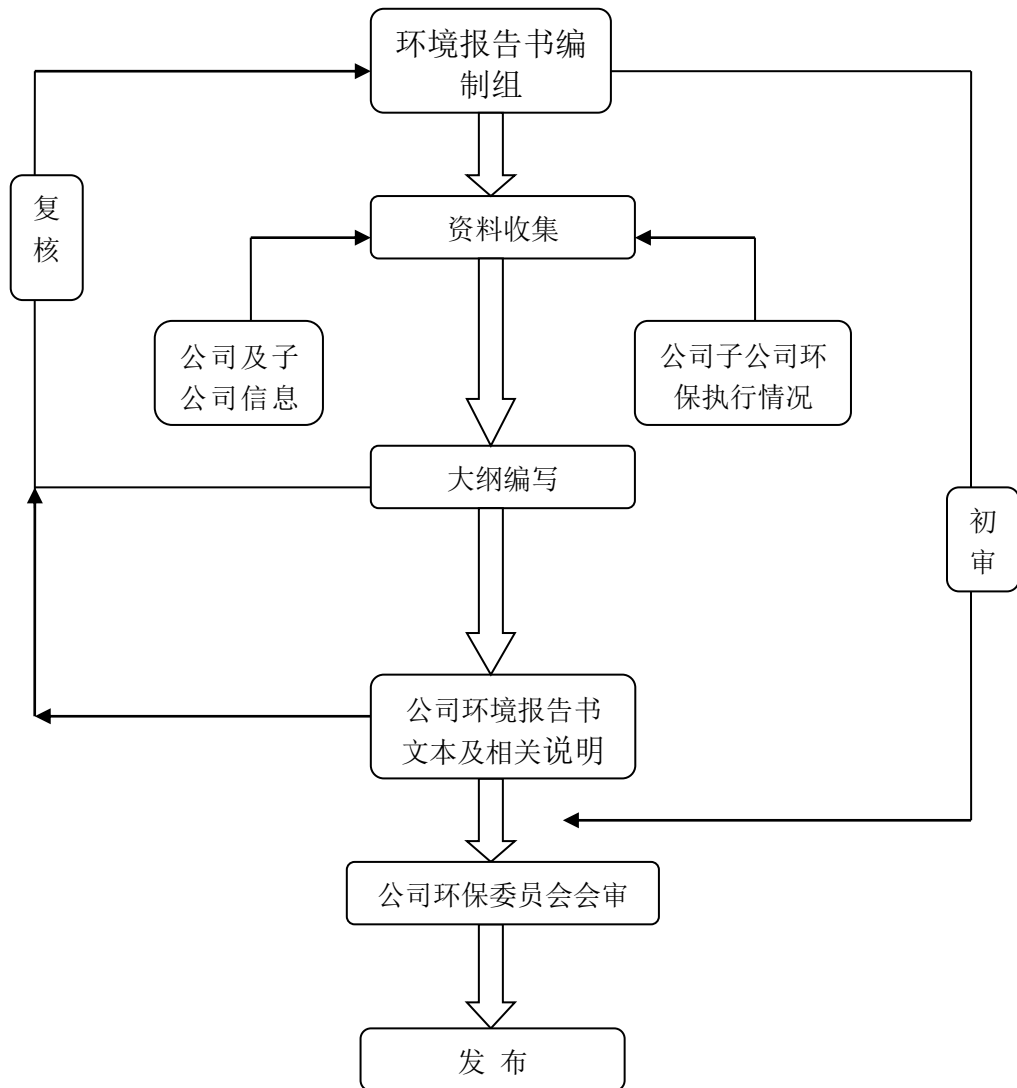 环境报告书编
制组
复
核
资料收集
公司及子
公司信息
公司子公司环
保执行情况
大纲编写
初
审
公司环境报告书
文本及相关说明
公司环保委员会会审
发 布